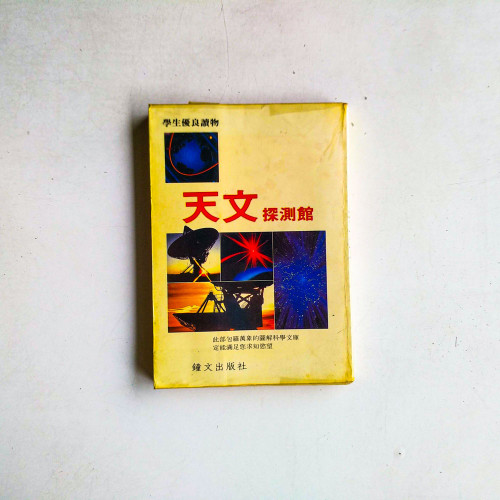 學生優良讀物
天文探測館
此部包羅萬象的圖解科學文庫
定能滿足您求知慾望
鐘文出版社